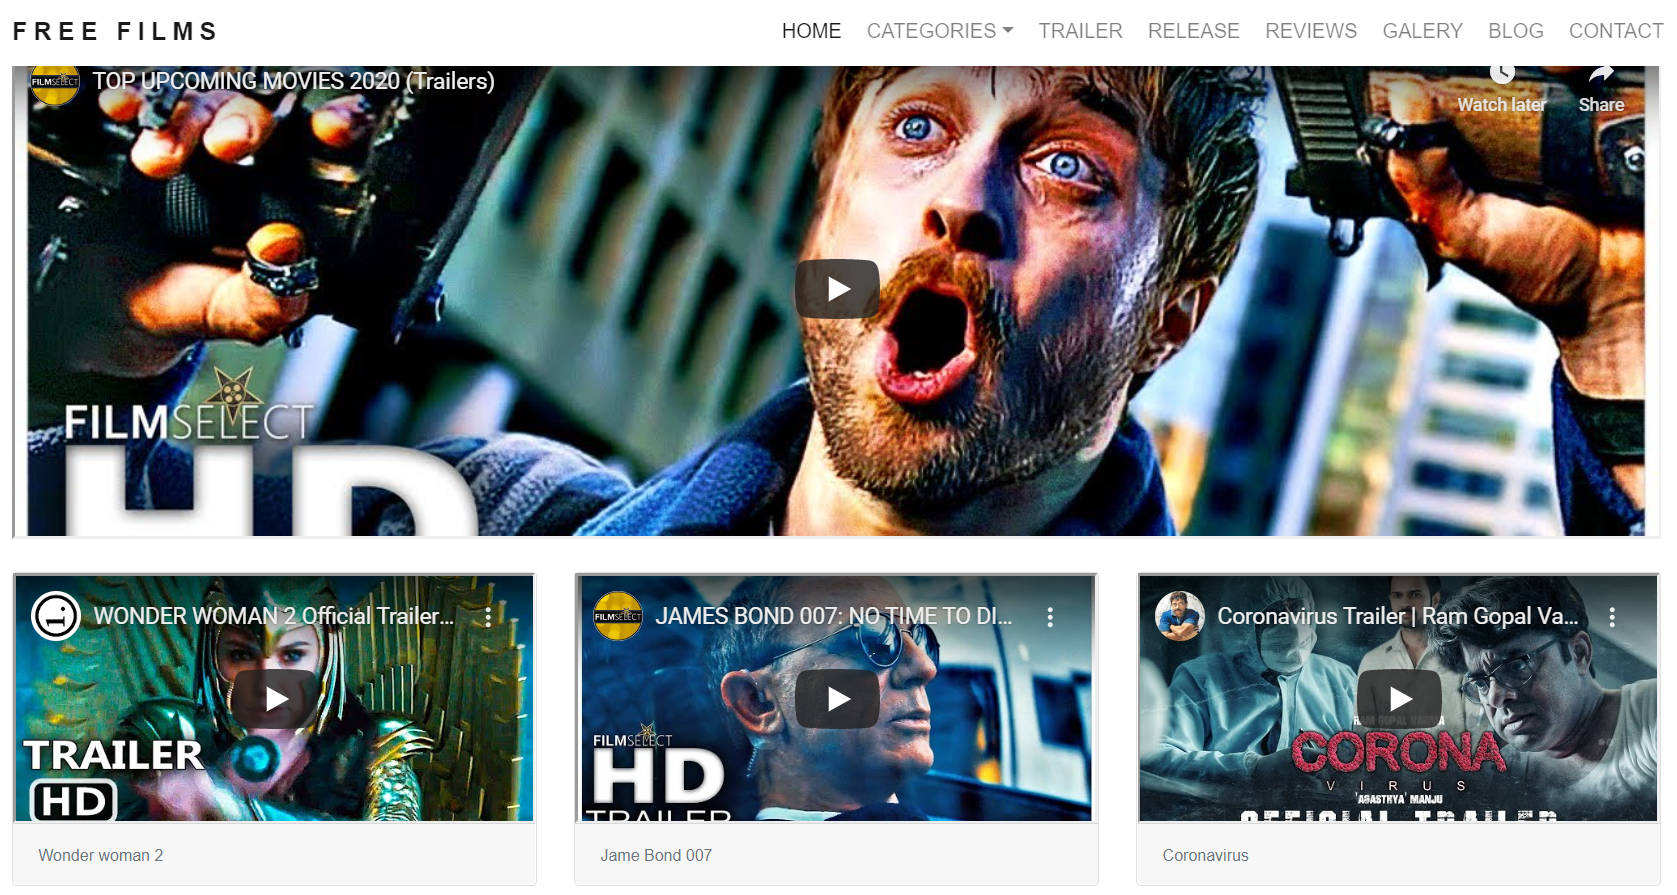 FREE FILMS
HOME CATEGORIES TRAILER RELEASE REVIEWS GALERY BLOG CONTACT
FILMSELECT
TOP UPCOMING MOVIES 2020 (Trailers)
Watch later Share
FILMSELECT
HD
WONDER WOMAN 2 Official Trailer...
TRAILER
HD
Wonder woman 2
FILMSELECT
JAMES BOND 007: NO TIME TO DI...
FILMSELECT
HD
TRAILER
Jame Bond 007
Coronavirus Trailer | Ram Gopal Va...
RAM GOPAL VARMA
CORONA
VIRUS
'AGASTHYA' MANJU
OFFICIAL TRAILER
Coronavirus